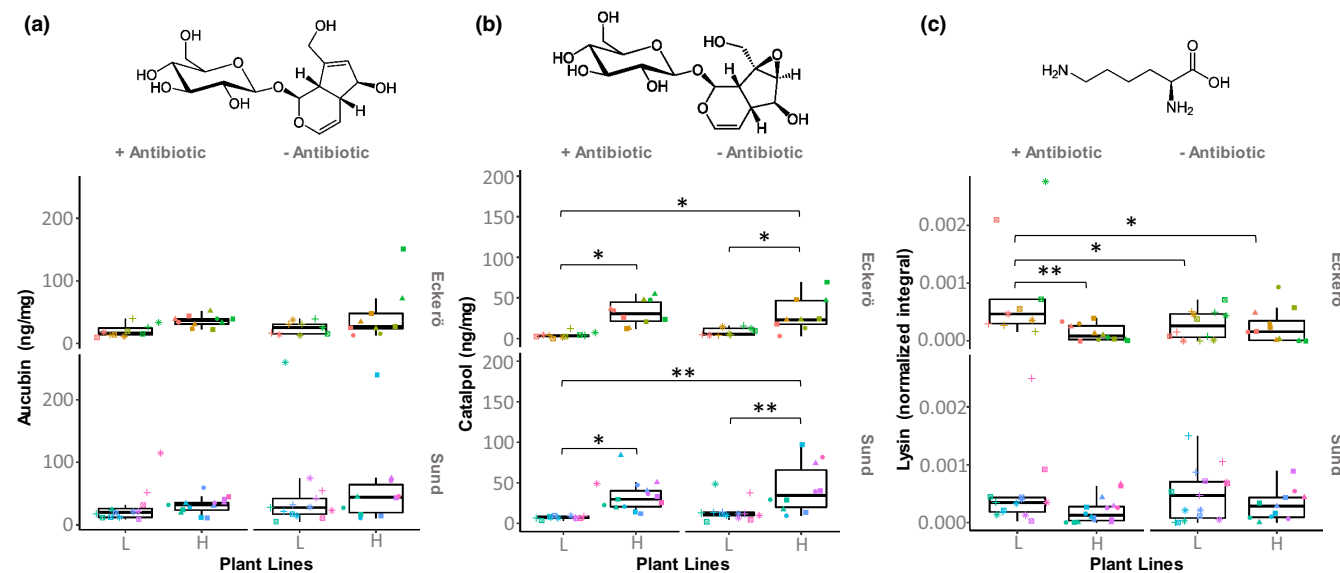 (a)
(b)
(c)
OH
OH
O
HO
HO
OH
O
H
OH
H
O
OH
OH
O
HO
HO
OH
O
HO
O
H
H
OH
H
O
H2N
O
OH
NH2
+ Antibiotic
- Antibiotic
+ Antibiotic
- Antibiotic
+ Antibiotic
- Antibiotic
Aucubin (ng/mg)
200
100
0
200
100
0
Eckerö
Sund
L
H
L
H
Plant Lines
Catalpol (ng/mg)
200
150
100
50
0
200
150
100
50
0
*
*
*
**
**
*
Eckerö
Sund
L
H
L
H
Plant Lines
Lysin (normalized integral)
0.002
0.001
0.000
0.002
0.001
0.000
*
*
**
Eckerö
Sund
L
H
L
H
Plant Lines